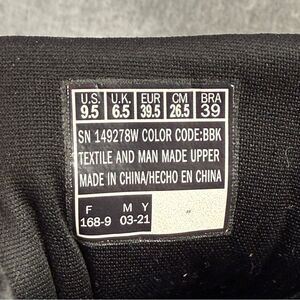 U.S. U.K. EUR CM BRA
9.5 6.5 39.5 26.5 39
SN 149278W COLOR CODE:BBK
TEXTILE AND MAN MADE UPPER
MADE IN CHINA/HECHO EN CHINA
F M Y
168-9 03-21